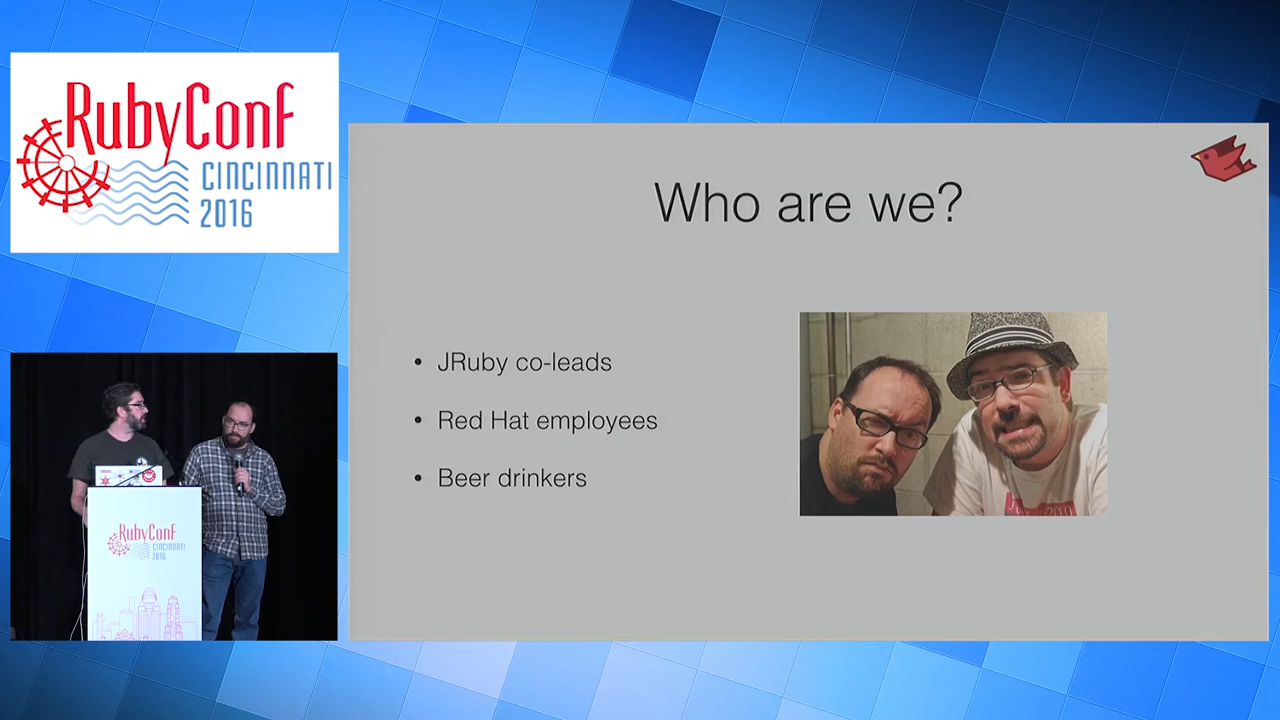 RubyConf
CINCINNATI
2016
Who are we?
• JRuby co-leads
• Red Hat employees
• Beer drinkers
RubyConf
CINCINNATI
2016